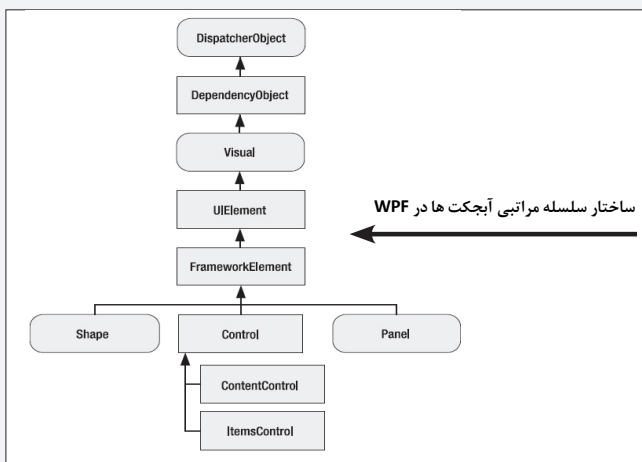 DispatcherObject
DependencyObject
Visual
UIElement
ساختار سلسله مراتبی آبجکت ها در WPF
FrameworkElement
Shape
Control
Panel
ContentControl
ItemsControl